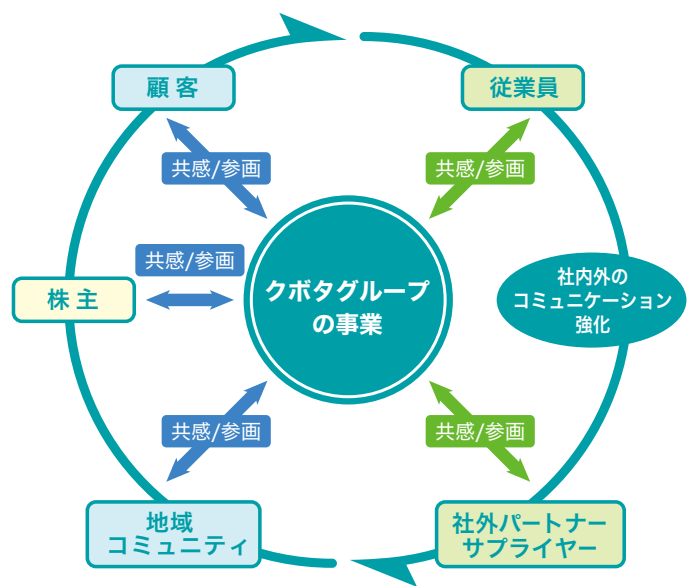 顧客
従業員
共感/参画
共感/参画
共感/参画
株主
クボタグループ
の事業
社内外の
コミュニケーション
強化
共感/参画
共感/参画
地域
コミュニティ
社外パートナー
サプライヤー